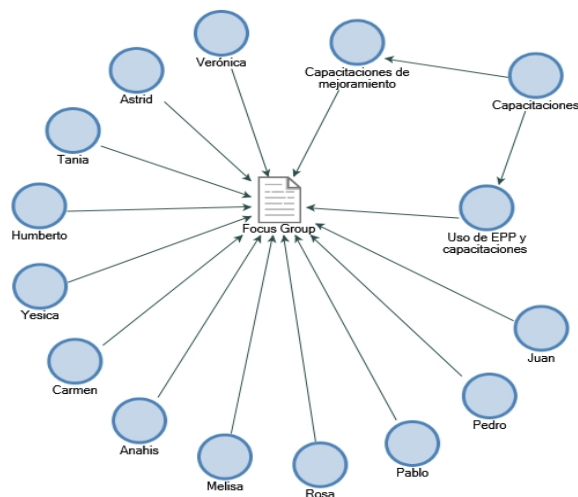 Verónica
Capacitaciones de
mejoramiento
Capacitaciones
Astrid
Tania
Humberto
Focus Group
Uso de EPP y
capacitaciones
Yesica
Juan
Carmen
Pedro
Anahis
Pablo
Melisa
Rosa